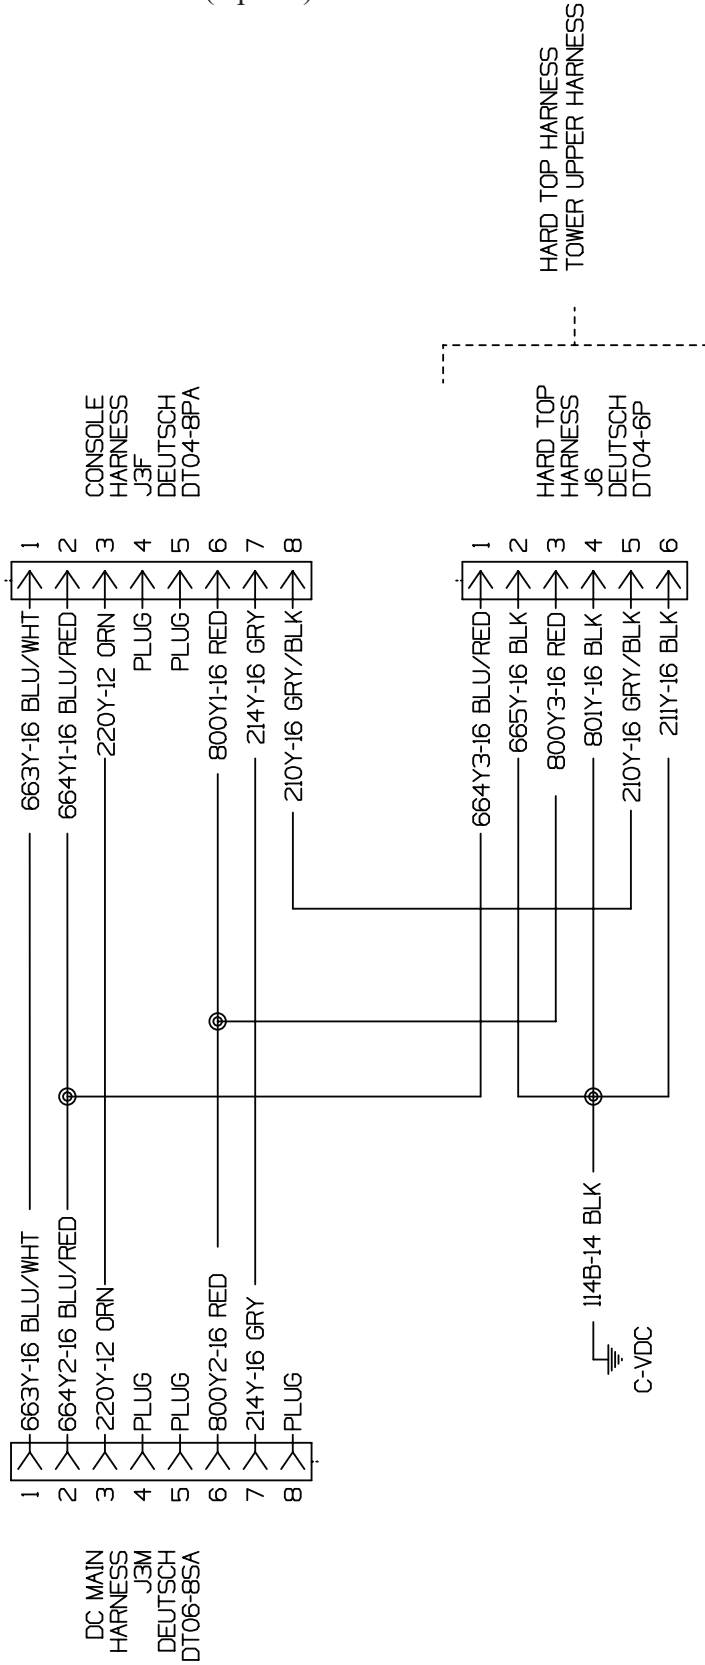 DC MAIN
HARNESS
J3M
DEUTSCH
DT06-8SA
1
2
3
4
5
6
7
8
663Y-16 BLU/WHT
664Y2-16 BLU/RED
220Y-12 ORN
PLUG
PLUG
800Y2-16 RED
214Y-16 GRY
PLUG
663Y-16 BLU/WHT
664Y1-16 BLU/RED
220Y-12 ORN
PLUG
PLUG
800Y1-16 RED
214Y-16 GRY
210Y-16 GRY/BLK
1
2
3
4
5
6
7
8
CONSOLE
HARNESS
J3F
DEUTSCH
DT04-8PA
C-VDC
114B-14 BLK
664Y3-16 BLU/RED
665Y-16 BLK
800Y3-16 RED
801Y-16 BLK
210Y-16 GRY/BLK
211Y-16 BLK
1
2
3
4
5
6
HARD TOP
HARNESS
J6
DEUTSCH
DT04-6P
HARD TOP HARNESS
TOWER UPPER HARNESS